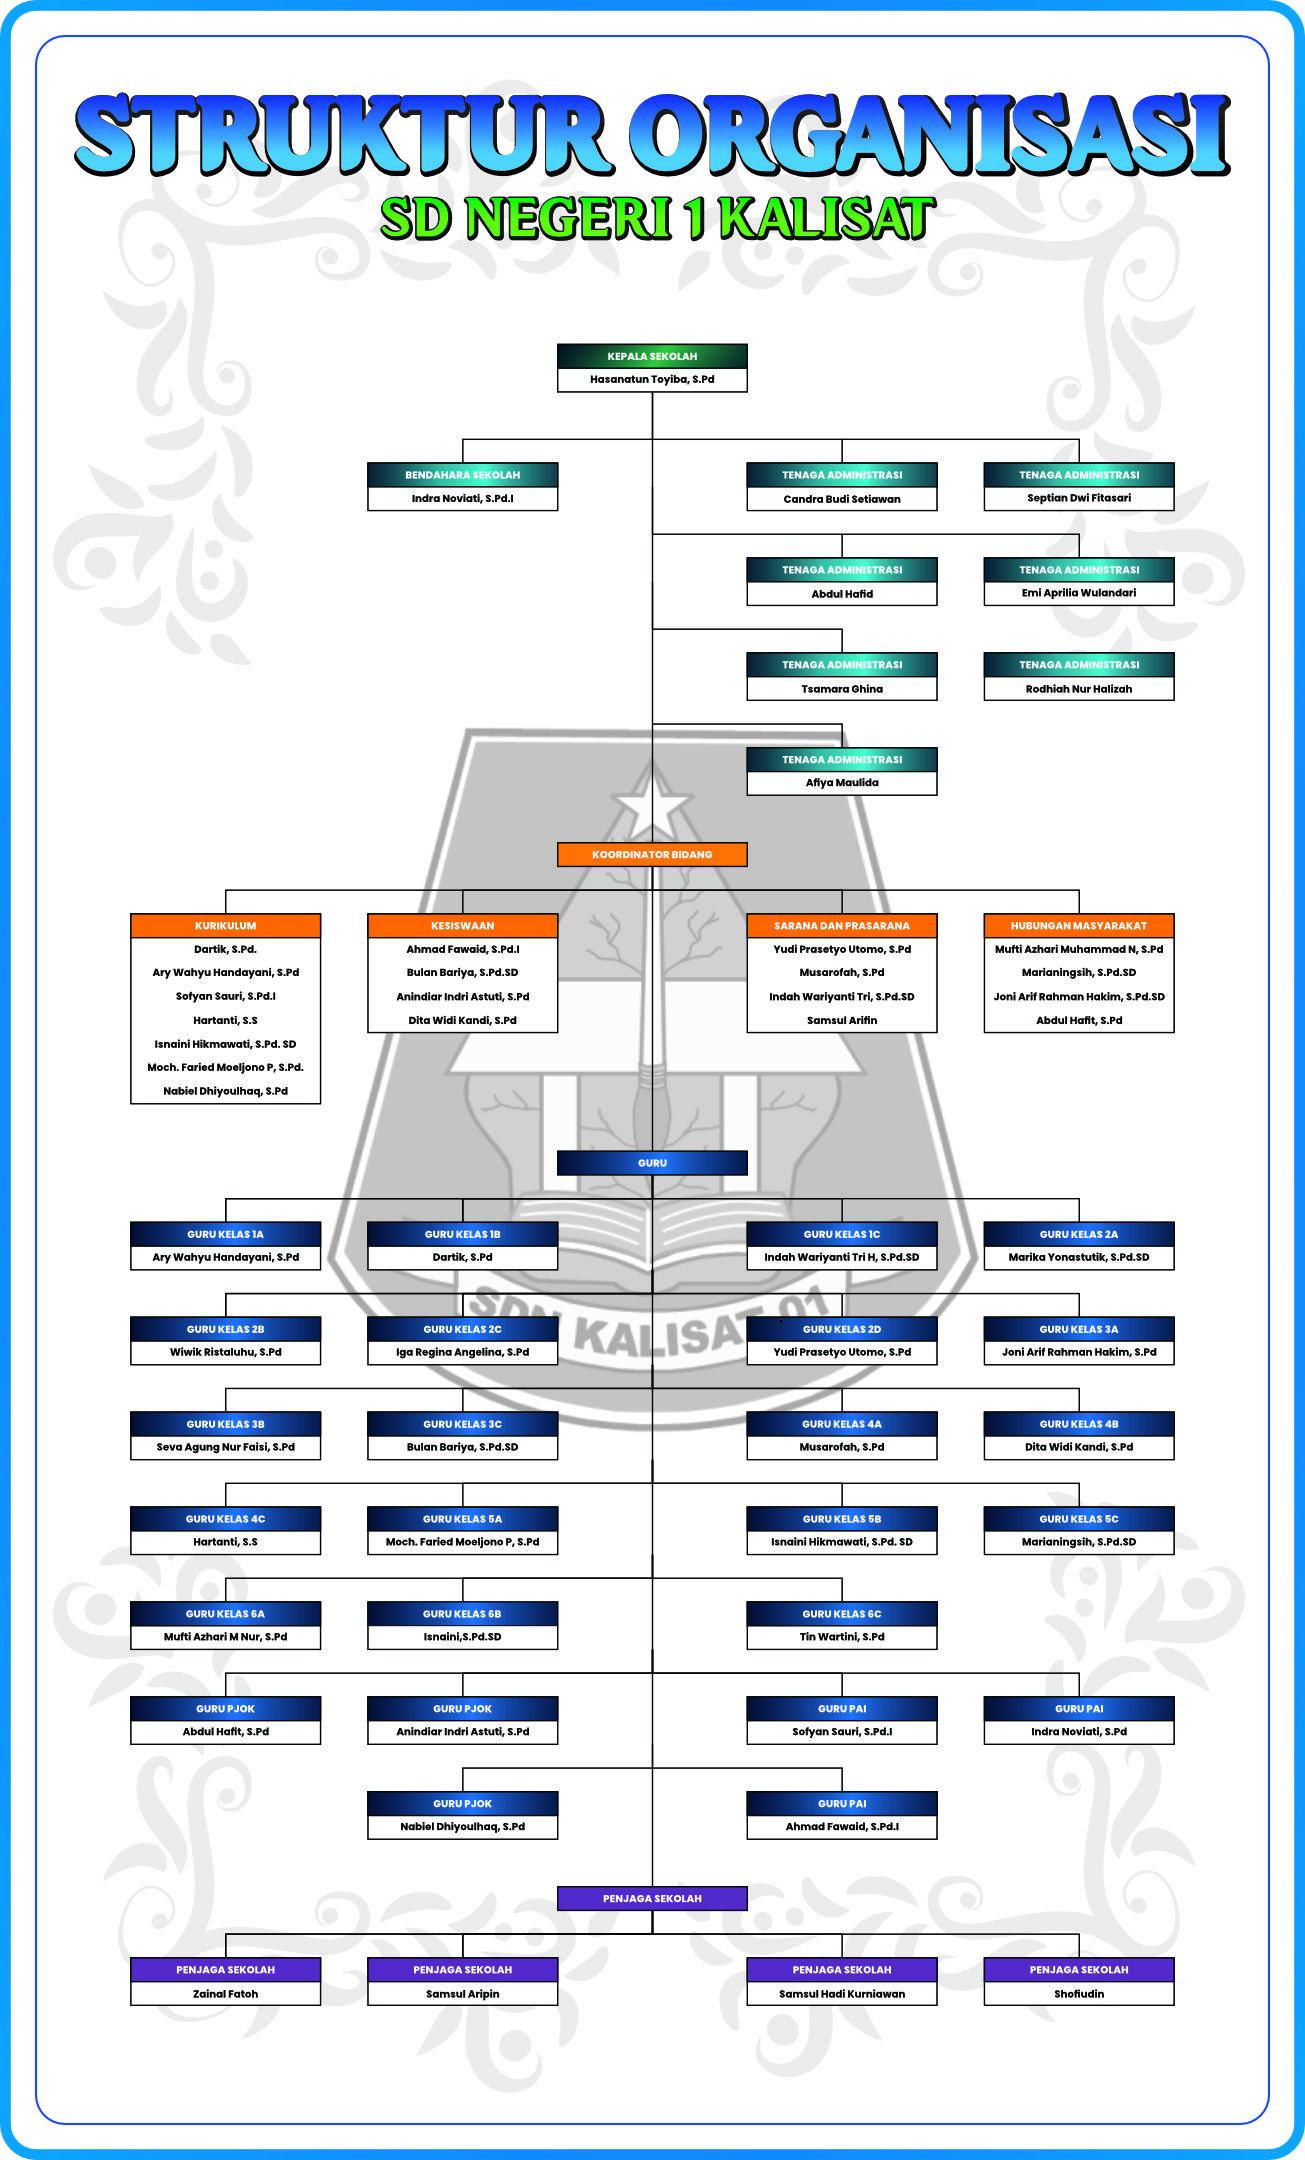 STRUKTUR ORGANISASI
SD NEGERI 1 KALISAT
KEPALA SEKOLAH
Hasanatun Toyiba, S.Pd
BENDAHARA SEKOLAH
Indra Noviati, S.Pd.I
TENAGA ADMINISTRASI
Candra Budi Setiawan
TENAGA ADMINISTRASI
Septian Dwi Fitasari
TENAGA ADMINISTRASI
Abdul Hafid
TENAGA ADMINISTRASI
Emi Aprilia Wulandari
TENAGA ADMINISTRASI
Tsamara Ghina
TENAGA ADMINISTRASI
Rodhiah Nur Halizah
TENAGA ADMINISTRASI
Afiya Maulida
KOORDINATOR BIDANG
KURIKULUM
Dartik, S.Pd.
Ary Wahyu Handayani, S.Pd
Sofyan Sauri, S.Pd.I
Hartanti, S.S
Isnaini Hikmawati, S.Pd. SD
Moch. Faried Moeljono P, S.Pd.
Nabiel Dhiyoulhaq, S.Pd
KESISWAAN
Ahmad Fawaid, S.Pd.I
Bulan Bariya, S.Pd.SD
Anindiar Indri Astuti, S.Pd
Dita Widi Kandi, S.Pd
SARANA DAN PRASARANA
Yudi Prasetyo Utomo, S.Pd
Musarofah, S.Pd
Indah Wariyanti Tri, S.Pd.SD
Samsul Arifin
HUBUNGAN MASYARAKAT
Mufti Azhari Muhammad N, S.Pd
Marianingsih, S.Pd.SD
Joni Arif Rahman Hakim, S.Pd.SD
Abdul Hafit, S.Pd
GURU
GURU KELAS 1A
Ary Wahyu Handayani, S.Pd
GURU KELAS 1B
Dartik, S.Pd
GURU KELAS 1C
Indah Wariyanti Tri H, S.Pd.SD
GURU KELAS 2A
Marika Yonastutik, S.Pd.SD
SDN KALISAT 01
GURU KELAS 2B
Wiwik Ristaluhu, S.Pd
GURU KELAS 2C
Iga Regina Angelina, S.Pd
GURU KELAS 2D
Yudi Prasetyo Utomo, S.Pd
GURU KELAS 3A
Joni Arif Rahman Hakim, S.Pd
GURU KELAS 3B
Seva Agung Nur Faisi, S.Pd
GURU KELAS 3C
Bulan Bariya, S.Pd.SD
GURU KELAS 4A
Musarofah, S.Pd
GURU KELAS 4B
Dita Widi Kandi, S.Pd
GURU KELAS 4C
Hartanti, S.S
GURU KELAS 5A
Moch. Faried Moeljono P, S.Pd
GURU KELAS 5B
Isnaini Hikmawati, S.Pd. SD
GURU KELAS 5C
Marianingsih, S.Pd.SD
GURU KELAS 6A
Mufti Azhari M Nur, S.Pd
GURU KELAS 6B
Isnaini,S.Pd.SD
GURU KELAS 6C
Tin Wartini, S.Pd
GURU PJOK
Abdul Hafit, S.Pd
GURU PJOK
Anindiar Indri Astuti, S.Pd
GURU PAI
Sofyan Sauri, S.Pd.I
GURU PAI
Indra Noviati, S.Pd
GURU PJOK
Nabiel Dhiyoulhaq, S.Pd
GURU PAI
Ahmad Fawaid, S.Pd.I
PENJAGA SEKOLAH
PENJAGA SEKOLAH
Zainal Fatoh
PENJAGA SEKOLAH
Samsul Aripin
PENJAGA SEKOLAH
Samsul Hadi Kurniawan
PENJAGA SEKOLAH
Shofiudin